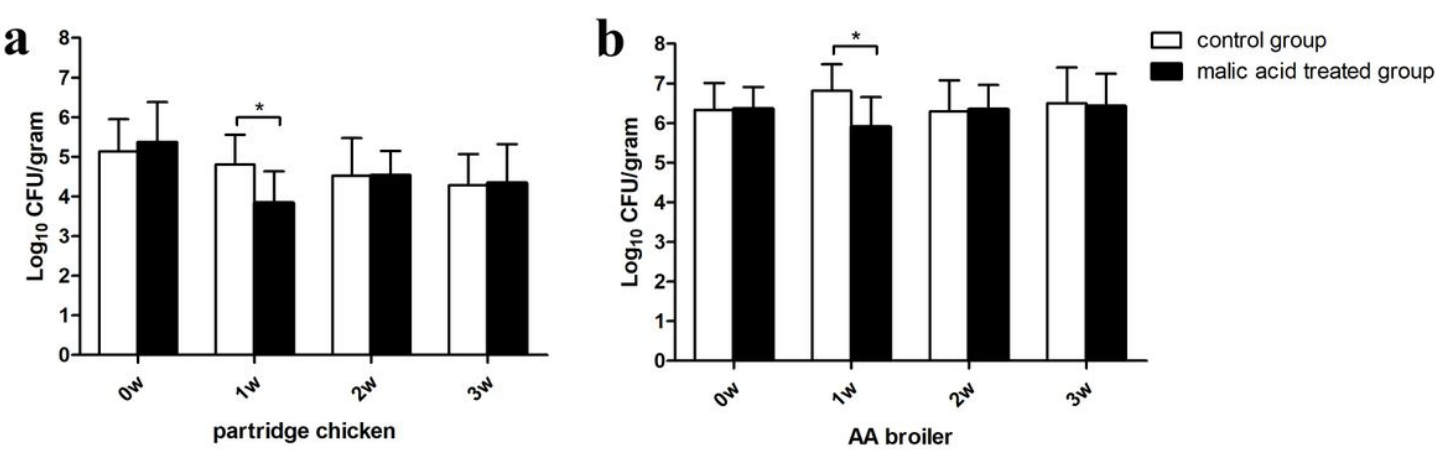 a
8
7
6
5
4
3
2
1
0
Log10 CFU/gram
*
0w
1w
2w
3w
partridge chicken
b
8
7
6
5
4
3
2
1
0
Log10 CFU/gram
*
0w
1w
2w
3w
AA broiler
control group
malic acid treated group